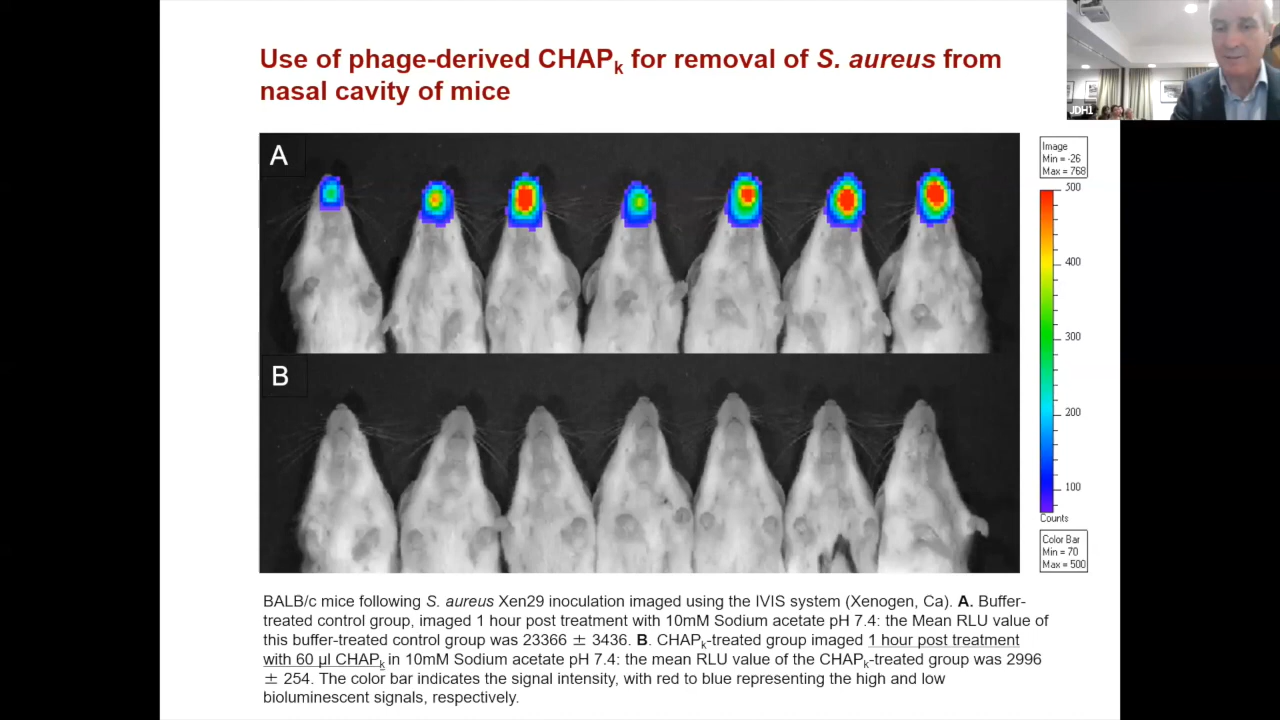 Use of phage-derived CHAPk for removal of S. aureus from
nasal cavity of mice
JDH1
A
B
Image
Min = -26
Max = 768
500
400
300
200
100
Counts
Color Bar
Min = 70
Max = 500
BALB/c mice following S. aureus Xen29 inoculation imaged using the IVIS system (Xenogen, Ca). A. Buffer-
treated control group, imaged 1 hour post treatment with 10mM Sodium acetate pH 7.4: the Mean RLU value of
this buffer-treated control group was 23366 ± 3436. B. CHAPk-treated group imaged 1 hour post treatment
with 60 µl CHAPk in 10mM Sodium acetate pH 7.4: the mean RLU value of the CHAPk-treated group was 2996
± 254. The color bar indicates the signal intensity, with red to blue representing the high and low
bioluminescent signals, respectively.